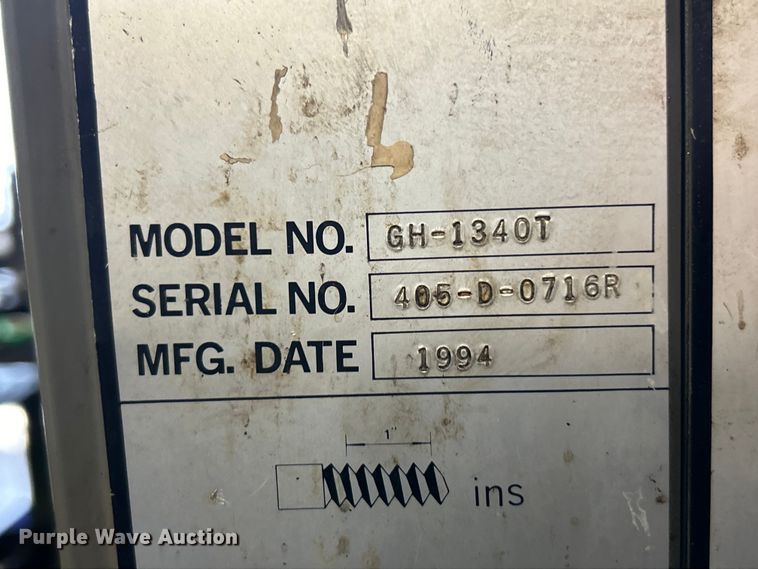 MODEL NO. GH-1340T
SERIAL NO. 405-D-0716R
MFG. DATE 1994
1"
ins
Purple Wave Auction